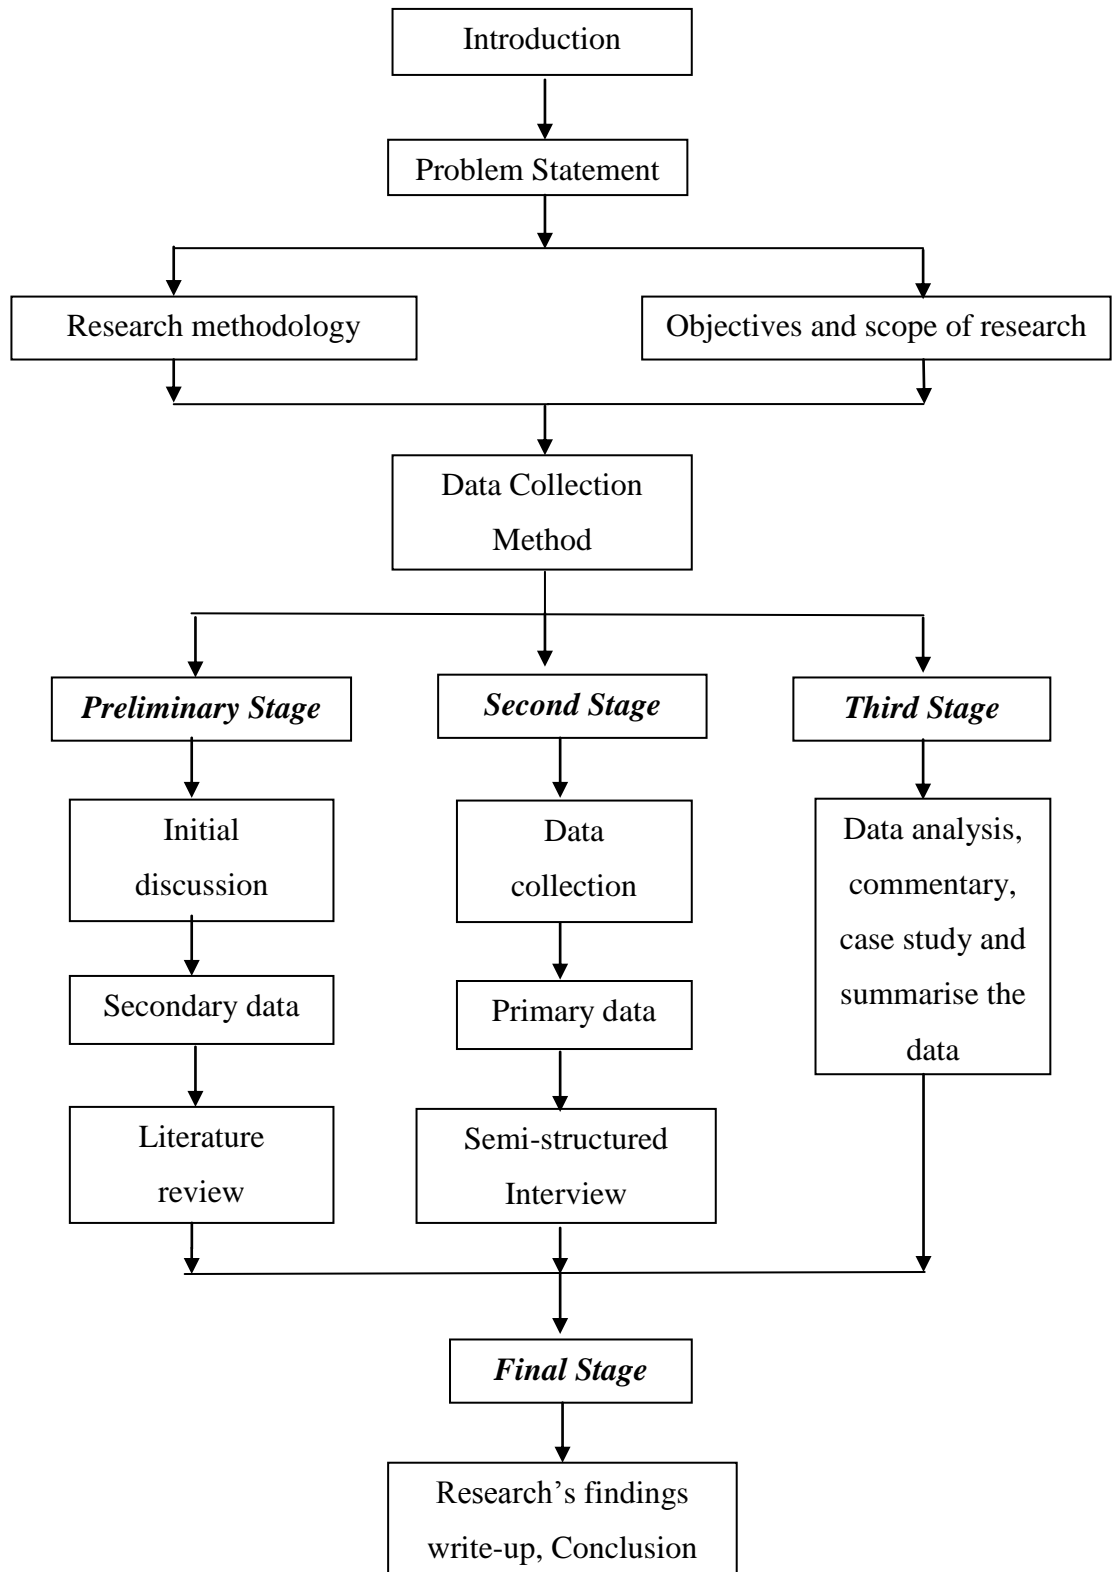 Introduction
Problem Statement
Research methodology
Objectives and scope of research
Data Collection
Method
Preliminary Stage
Second Stage
Third Stage
Initial
discussion
Data
collection
Data analysis,
commentary,
case study and
summarise the
data
Secondary data
Primary data
Literature
review
Semi-structured
Interview
Final Stage
Research’s findings
write-up, Conclusion